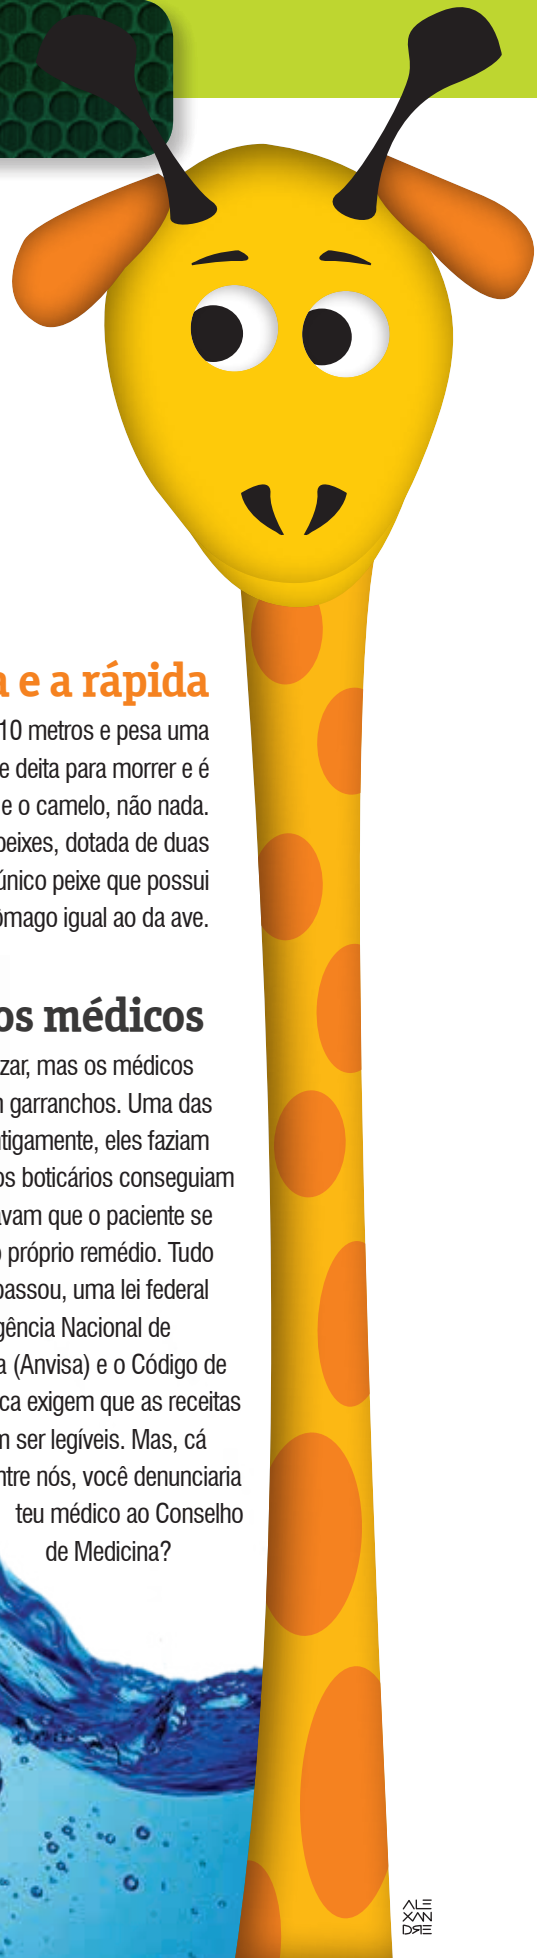 a e a rápida
10 metros e pesa uma
e deita para morrer e é
e o camelo, não nada.
peixes, dotada de duas
único peixe que possui
ômago igual ao da ave.
os médicos
zar, mas os médicos
garranchos. Uma das
tigamente, eles faziam
os boticários conseguiam
avam que o paciente se
próprio remédio. Tudo
passou, uma lei federal
gência Nacional de
a (Anvisa) e o Código de
ca exigem que as receitas
m ser legíveis. Mas, cá
ntre nós, você denunciaria
teu médico ao Conselho
de Medicina?
ALE
XAN
DRE